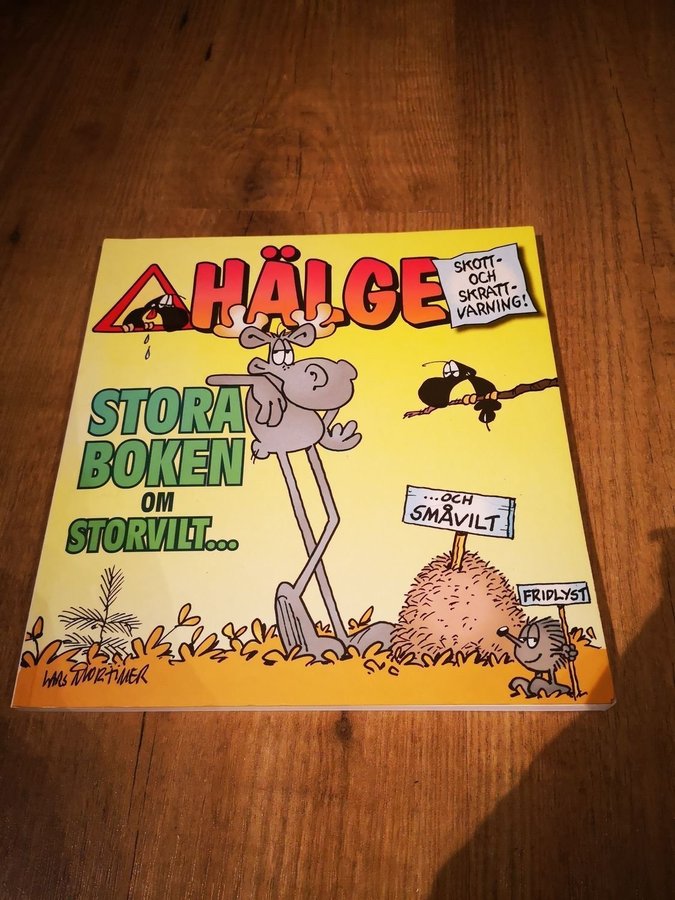 HÄLGE
SKOTT-
OCH
SKRATT-
VARNING!
STORA
BOKEN
OM
STORVILT...
...OCH
SMÅVILT
FRIDLYST
LARS MORTIMER